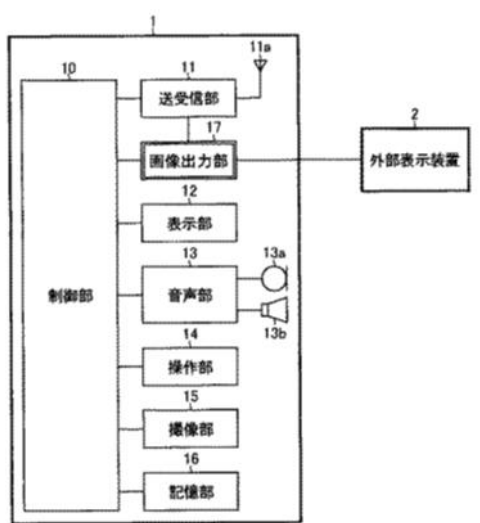 1
10
11
11a
送受信部
17
画像出力部
2
外部表示装置
12
表示部
13
13a
制御部
音声部
13b
14
操作部
15
撮像部
16
記憶部